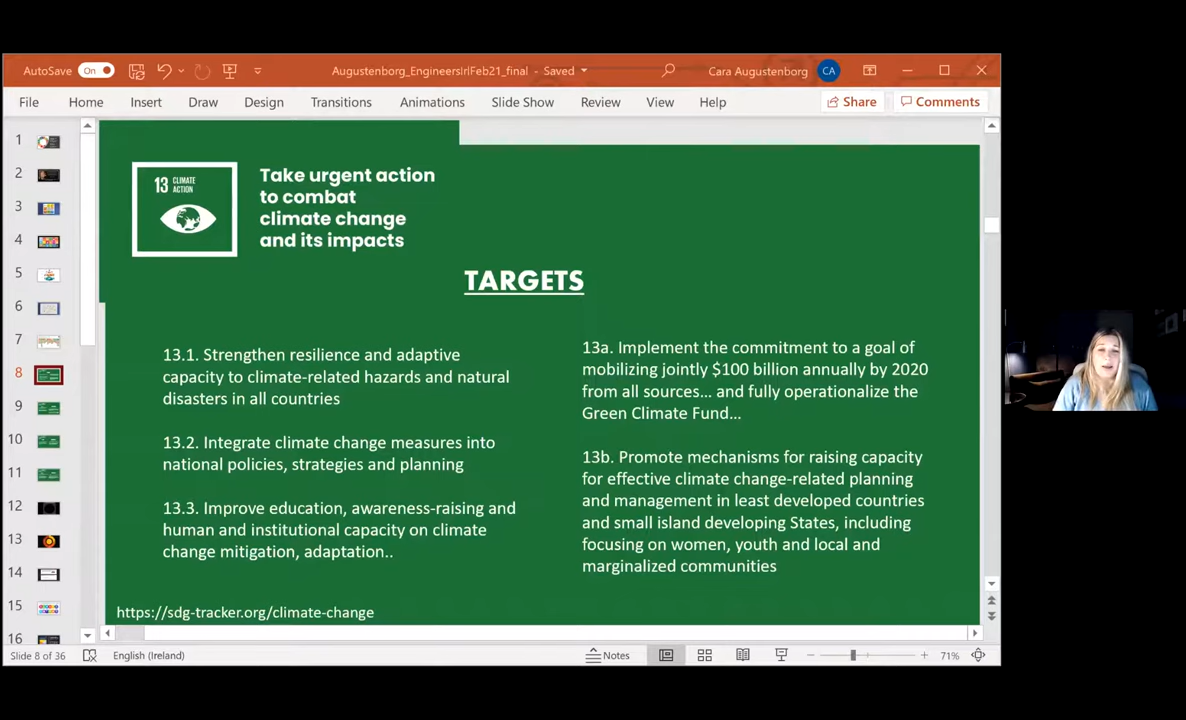 AutoSave On Augustenborg_EngineersIrlFeb21_final - Saved Cara Augustenborg CA
File Home Insert Draw Design Transitions Animations Slide Show Review View Help Share Comments
1
2
3
4
5
6
7
8
9
10
11
12
13
14
15
16
13 CLIMATE
ACTION
Take urgent action
to combat
climate change
and its impacts
TARGETS
13.1. Strengthen resilience and adaptive
capacity to climate-related hazards and natural
disasters in all countries
13.2. Integrate climate change measures into
national policies, strategies and planning
13.3. Improve education, awareness-raising and
human and institutional capacity on climate
change mitigation, adaptation..
13a. Implement the commitment to a goal of
mobilizing jointly $100 billion annually by 2020
from all sources... and fully operationalize the
Green Climate Fund...
13b. Promote mechanisms for raising capacity
for effective climate change-related planning
and management in least developed countries
and small island developing States, including
focusing on women, youth and local and
marginalized communities
https://sdg-tracker.org/climate-change
Slide 8 of 36 English (Ireland) Notes 71%